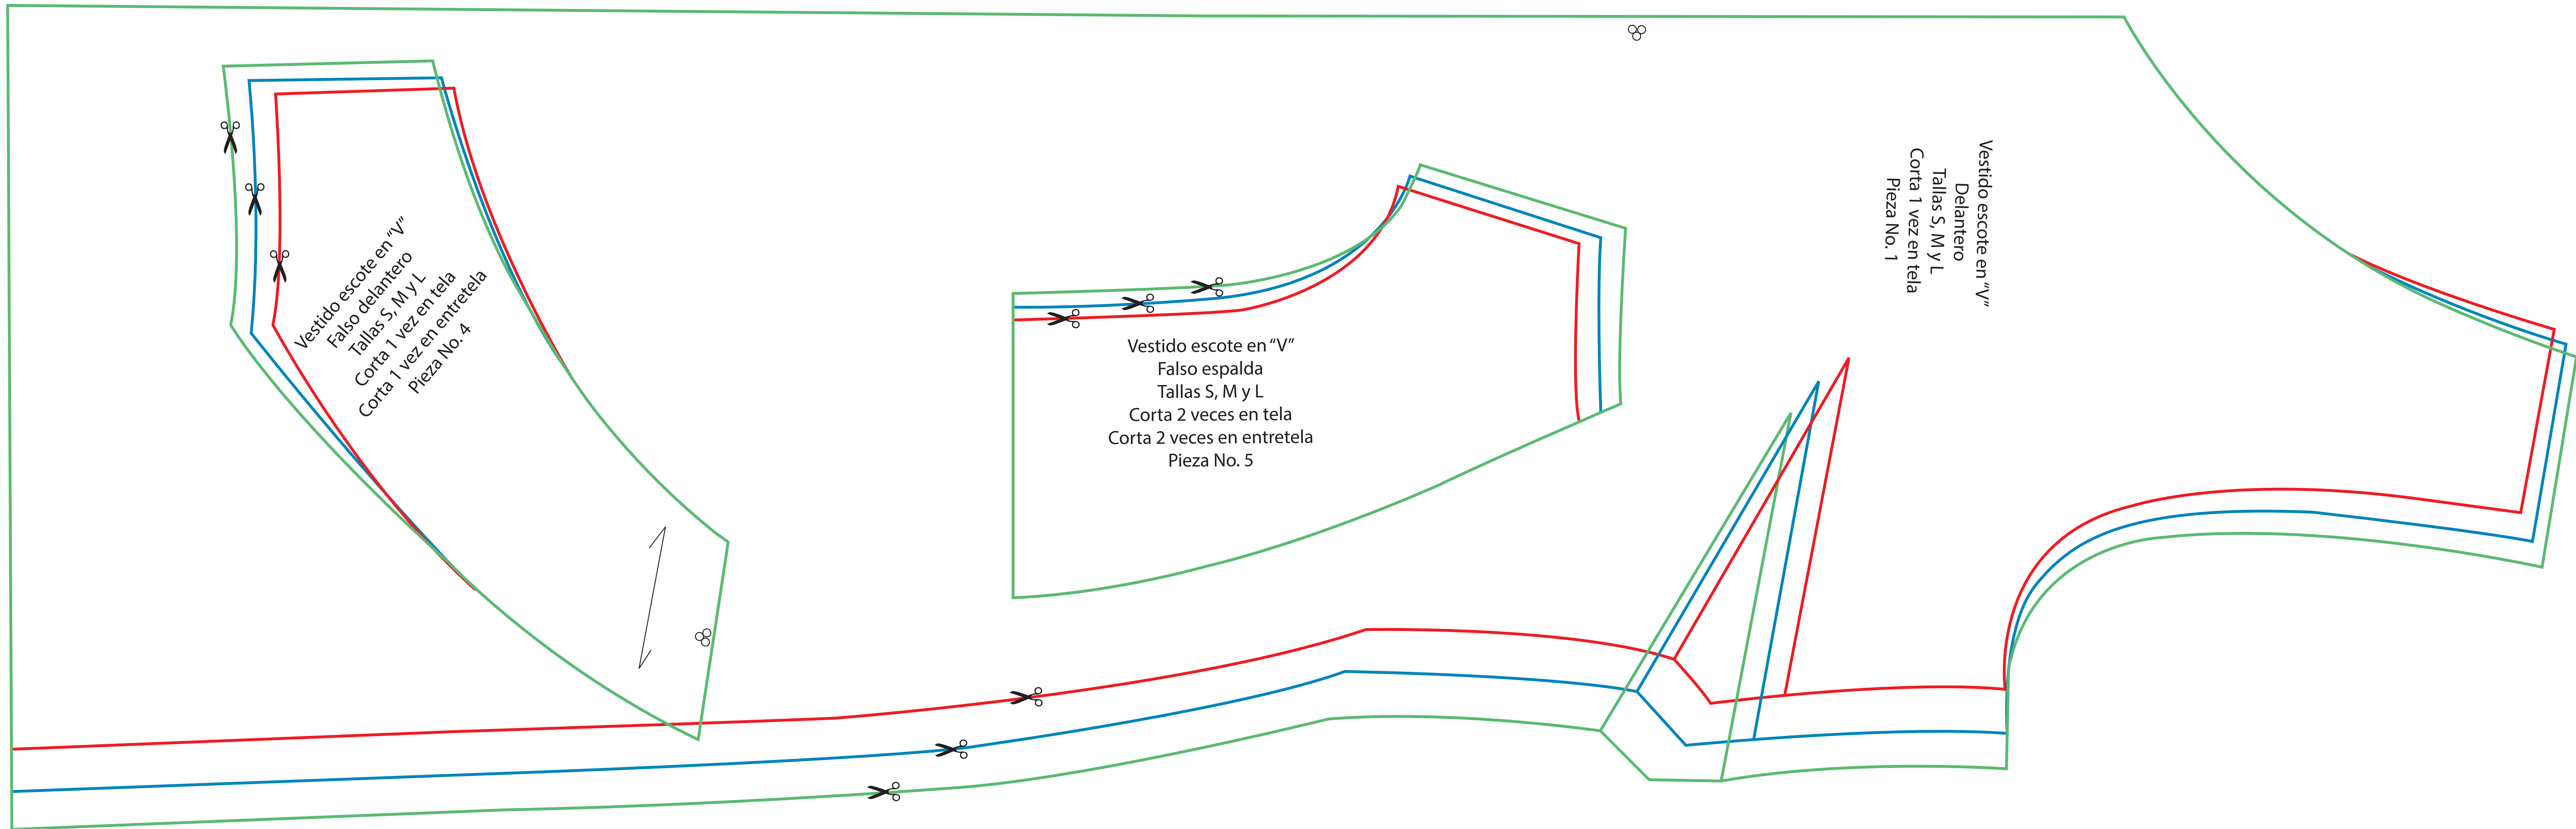 Vestido escote en “V”
Falso delantero
Tallas S, M y L
Corta 1 vez en tela
Corta 1 vez en entretela
Pieza No. 4
Vestido escote en “V”
Falso espalda
Tallas S, M y L
Corta 2 veces en tela
Corta 2 veces en entretela
Pieza No. 5
Vestido escote en “V”
Delantero
Tallas S, M y L
Corta 1 vez en tela
Pieza No. 1